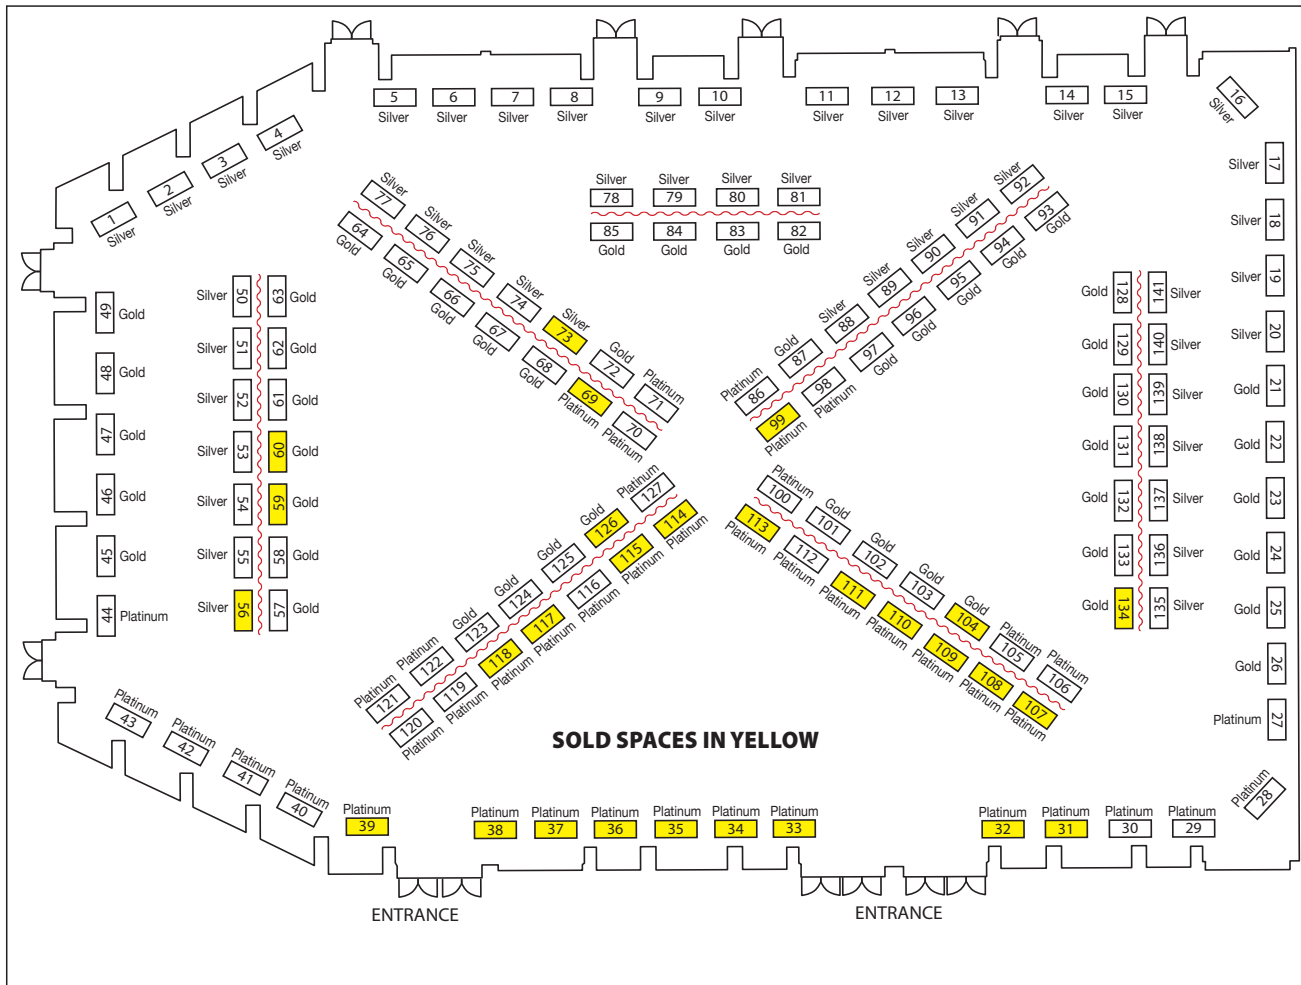 5 6 7 8 9 10 11 12 13 14 15
Silver Silver Silver Silver Silver Silver Silver Silver Silver Silver Silver
16
Silver
4
Silver
3
Silver
2
Silver
1
Silver
Silver 17
Silver 18
Silver 19
Silver 20
Gold 21
Gold 22
Gold 23
Gold 24
Gold 25
Gold 26
Platinum 27
Platinum
28
Silver Silver Silver Silver
78 79 80 81
85 84 83 82
Gold Gold Gold Gold
Silver
77
Silver
76
Silver
75
Silver
74
Silver
73
Gold
72
Platinum
71
64
Gold
65
Gold
66
Gold
67
Gold
68
Gold
69
Platinum
70
Platinum
Silver
92
Silver
91
Silver
90
Silver
89
Silver
88
Gold
87
Platinum
86
93
Gold
94
Gold
95
Gold
96
Gold
97
Gold
98
Platinum
99
Platinum
49 Gold
48 Gold
47 Gold
46 Gold
45 Gold
44 Platinum
Silver 50 63 Gold
Silver 51 62 Gold
Silver 52 61 Gold
Silver 53 60 Gold
Silver 54 59 Gold
Silver 55 58 Gold
Silver 56 57 Gold
Gold 128 141 Silver
Gold 129 140 Silver
Gold 130 139 Silver
Gold 131 138 Silver
Gold 132 137 Silver
Gold 133 136 Silver
Gold 134 135 Silver
Platinum
127
Gold
126
Gold
125
Gold
124
Gold
123
Platinum
122
Platinum
121
114
Platinum
115
Platinum
116
Platinum
117
Platinum
118
Platinum
119
Platinum
120
Platinum
Platinum
100
Gold
101
Gold
102
Gold
103
Gold
104
Platinum
105
Platinum
106
113
Platinum
112
Platinum
111
Platinum
110
Platinum
109
Platinum
108
Platinum
107
Platinum
SOLD SPACES IN YELLOW
Platinum
43
Platinum
42
Platinum
41
Platinum
40
Platinum Platinum Platinum Platinum Platinum Platinum Platinum Platinum Platinum Platinum Platinum
39 38 37 36 35 34 33 32 31 30 29
ENTRANCE ENTRANCE